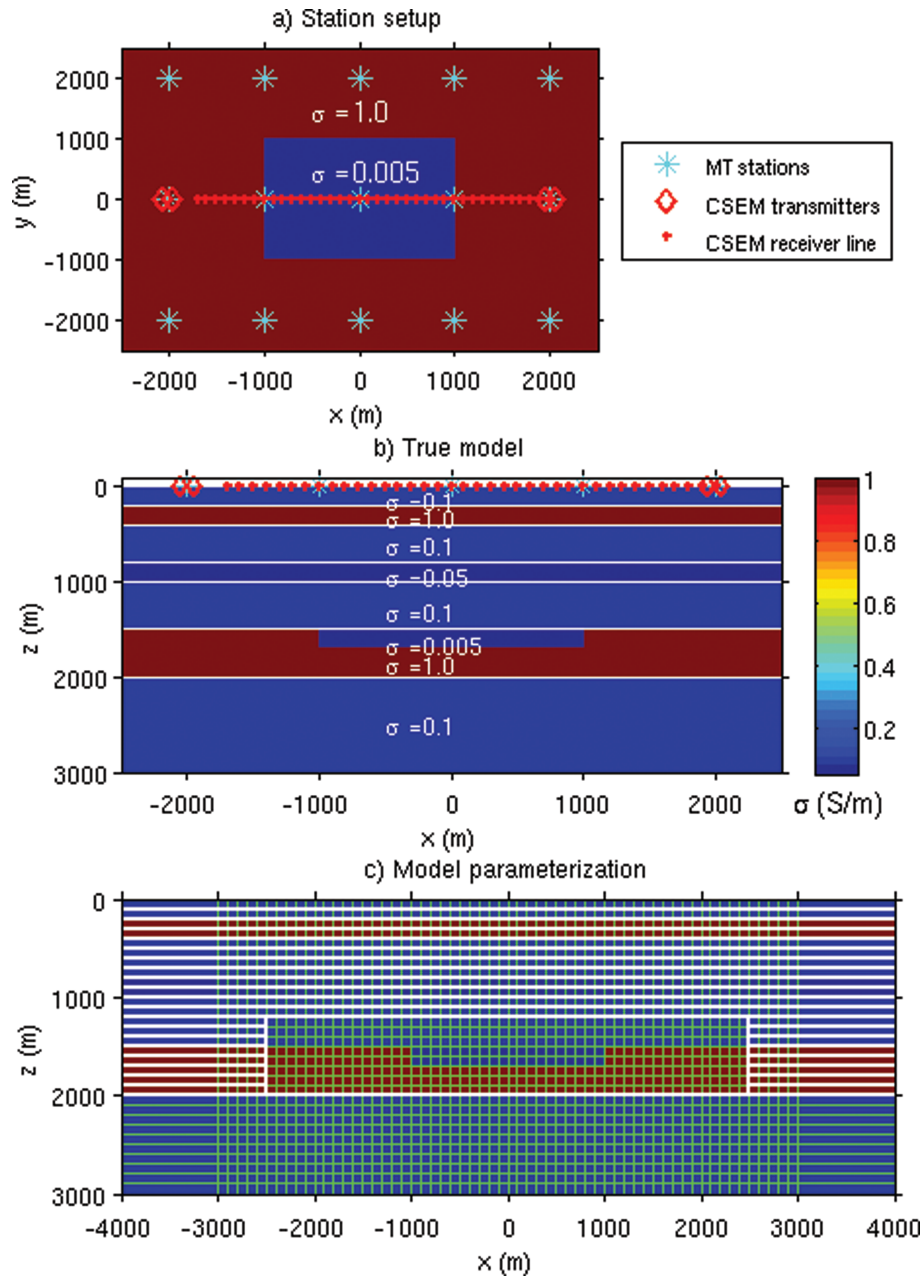 a) Station setup
2000
1000
0
-1000
-2000
y (m)
σ =1.0
σ =0.005
-2000 -1000 0 1000 2000
x (m)
MT stations
CSEM transmitters
CSEM receiver line
b) True model
0
1000
2000
3000
z (m)
σ =0.1
σ =1.0
σ =0.1
σ =0.05
σ =0.1
σ =0.005
σ =1.0
σ =0.1
-2000 -1000 0 1000 2000
x (m)
1
0.8
0.6
0.4
0.2
σ (S/m)
c) Model parameterization
0
1000
2000
3000
z (m)
-4000 -3000 -2000 -1000 0 1000 2000 3000 4000
x (m)